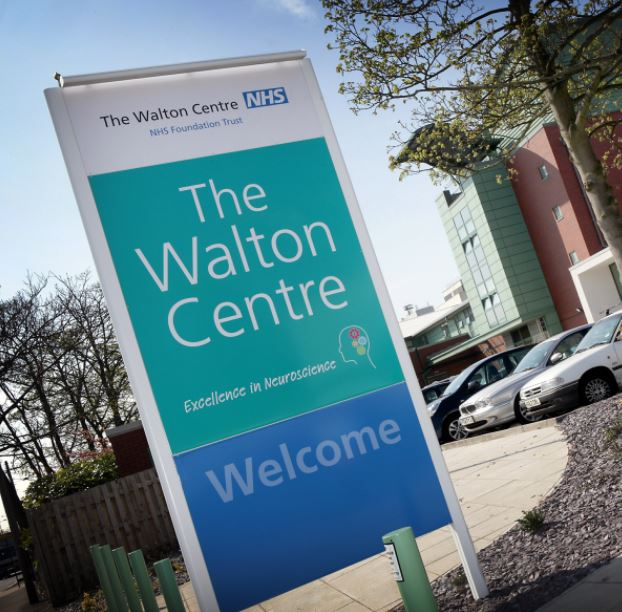 The Walton Centre NHS
NHS Foundation Trust
The
Walton
Centre
Excellence in Neuroscience
Welcome